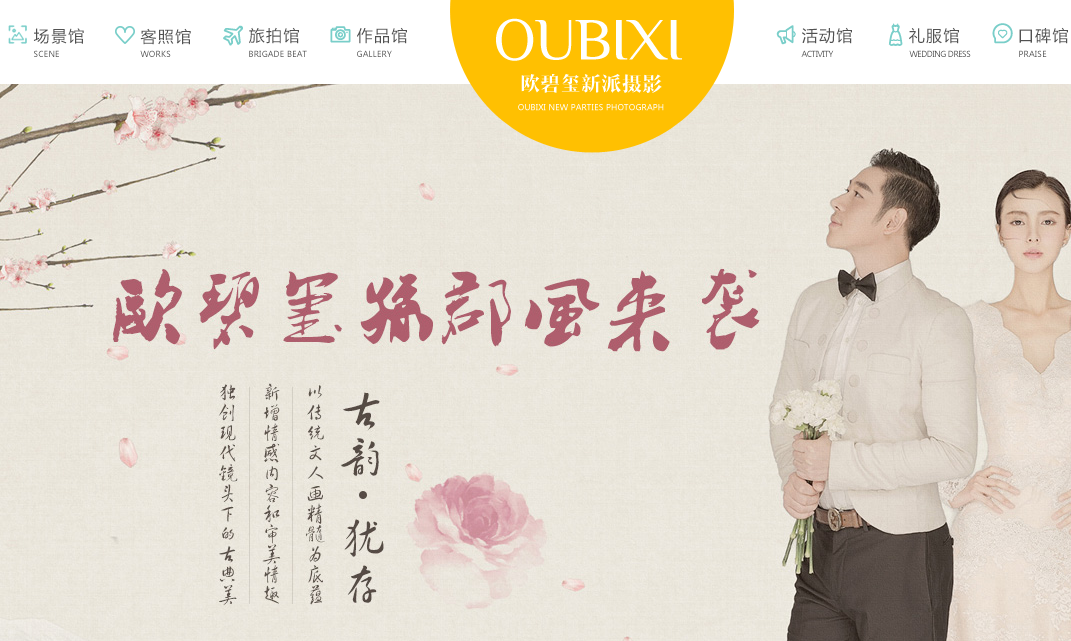 场景馆
SCENE
客照馆
WORKS
旅拍馆
BRIGADE BEAT
作品馆
GALLERY
OUBIXI
欧碧玺新派摄影
OUBIXI NEW PARTIES PHOTOGRAPH
活动馆
ACTIVITY
礼服馆
WEDDING DRESS
口碑馆
PRAISE
歐碧璽孫郡風来袭
古韵·犹存
以传统文人画精髓为底蕴
新增情感内容和审美情趣
独创现代镜头下的古典美